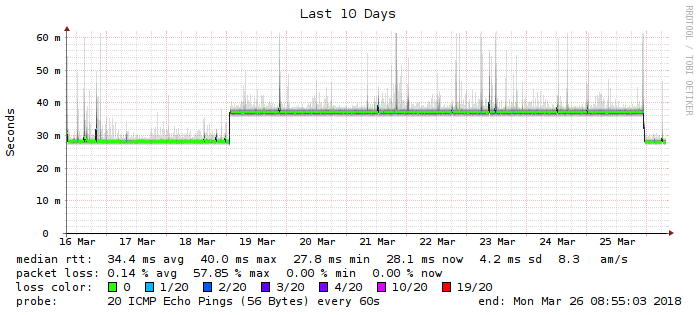 Last 10 Days
RRDTOOL / TOBI OETIKER
Seconds
60 m
50 m
40 m
30 m
20 m
10 m
0
16 Mar 17 Mar 18 Mar 19 Mar 20 Mar 21 Mar 22 Mar 23 Mar 24 Mar 25 Mar
median rtt: 34.4 ms avg 40.0 ms max 27.8 ms min 28.1 ms now 4.2 ms sd 8.3 am/s
packet loss: 0.14 % avg 57.85 % max 0.00 % min 0.00 % now
loss color: 0 1/20 2/20 3/20 4/20 10/20 19/20
probe: 20 ICMP Echo Pings (56 Bytes) every 60s end: Mon Mar 26 08:55:03 2018